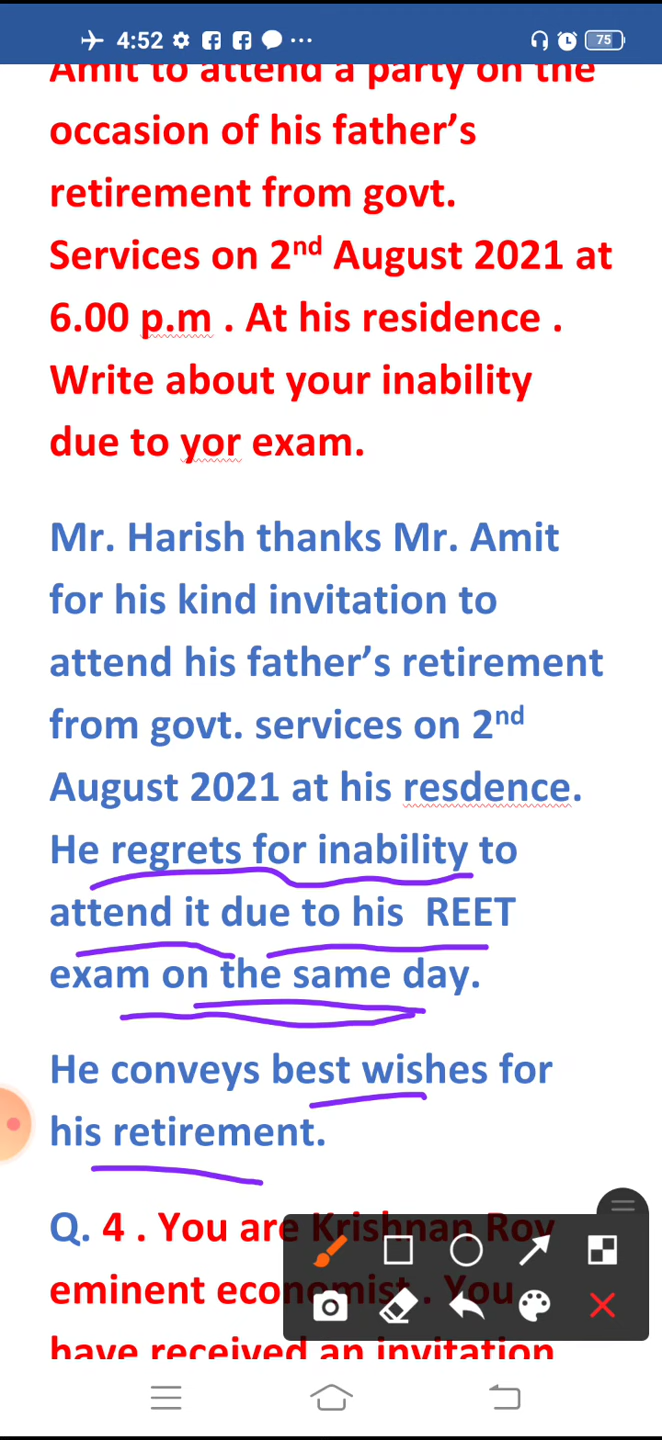 4:52
75
Amit to attend a party on the
occasion of his father’s
retirement from govt.
Services on 2nd August 2021 at
6.00 p.m . At his residence .
Write about your inability
due to yor exam.
Mr. Harish thanks Mr. Amit
for his kind invitation to
attend his father’s retirement
from govt. services on 2nd
August 2021 at his resdence.
He regrets for inability to
attend it due to his REET
exam on the same day.
He conveys best wishes for
his retirement.
Q. 4 . You are Krishnan Roy
eminent economist . You
have received an invitation